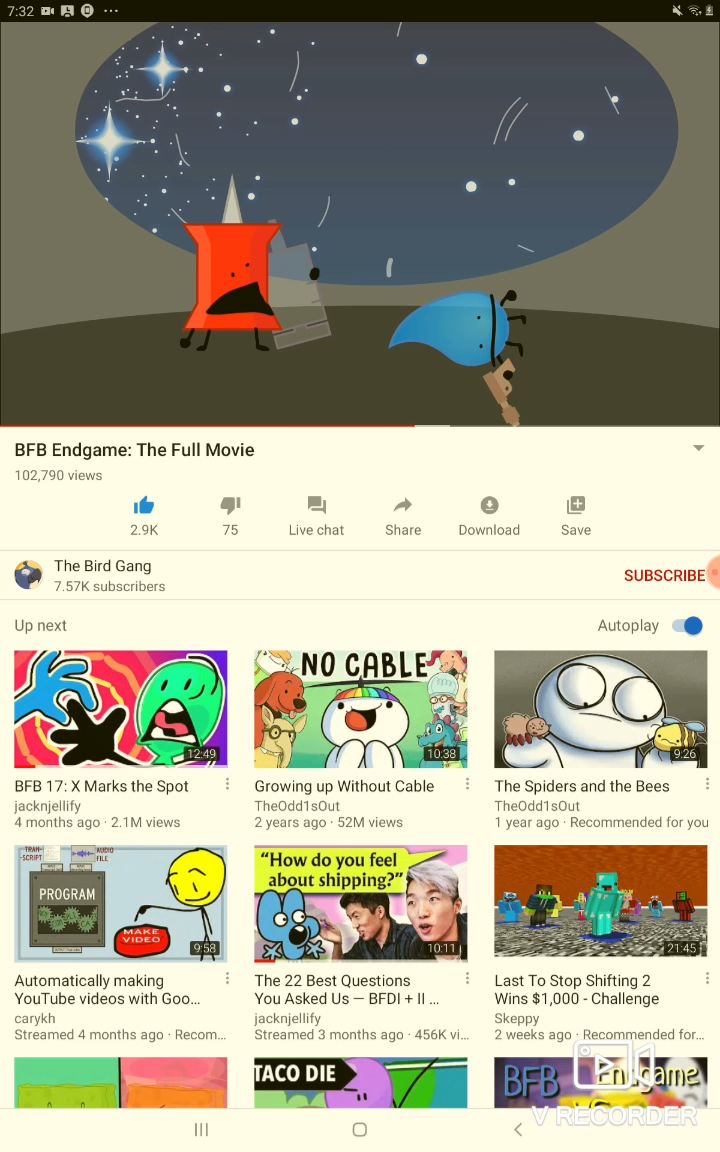 7:32
BFB Endgame: The Full Movie
102,790 views
2.9K
75
Live chat
Share
Download
Save
The Bird Gang
7.57K subscribers
SUBSCRIBE
Up next
Autoplay
12:49
NO CABLE
10:38
9:26
BFB 17: X Marks the Spot
jacknjellify
4 months ago · 2.1M views
Growing up Without Cable
TheOdd1sOut
2 years ago · 52M views
The Spiders and the Bees
TheOdd1sOut
1 year ago · Recommended for you
TRAN-
SCRIPT
AUDIO
FILE
PROGRAM
MAKE
VIDEO
9:58
“How do you feel
about shipping?”
10:11
21:45
Automatically making
YouTube videos with Goo...
carykh
Streamed 4 months ago · Recom...
The 22 Best Questions
You Asked Us — BFDI + II ...
jacknjellify
Streamed 3 months ago · 456K vi...
Last To Stop Shifting 2
Wins $1,000 - Challenge
Skeppy
2 weeks ago · Recommended for...
TACO DIE
BFB Endgame
V RECORDER